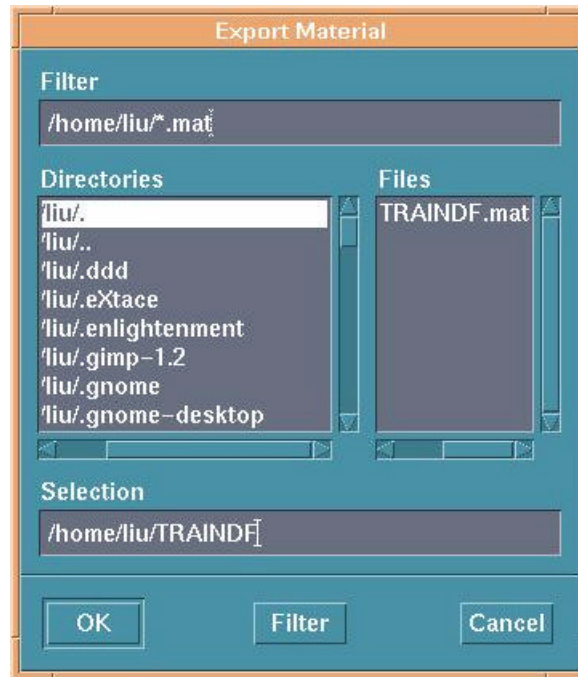 Export Material
Filter
/home/liu/*.mat
Directories
Files
/liu/.
/liu/..
/liu/.ddd
/liu/.eXtace
/liu/.enlightenment
/liu/.gimp-1.2
/liu/.gnome
/liu/.gnome-desktop
TRAINDF.mat
Selection
/home/liu/TRAINDF
OK
Filter
Cancel